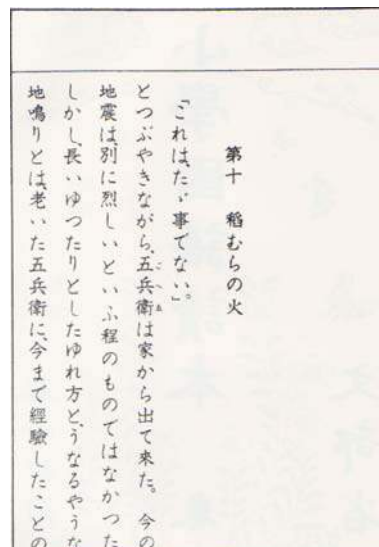 第十　稻むらの火
「これは、たゞ事でない」。
とつぶやきながら、五兵衛は家から出て來た。今の
地震は、別に烈しいといふ程のものではなかつた
しかし、長いゆつたりとしたゆれ方と、うなるやうな
地鳴りとは、老いた五兵衛に、今まで經驗したことの